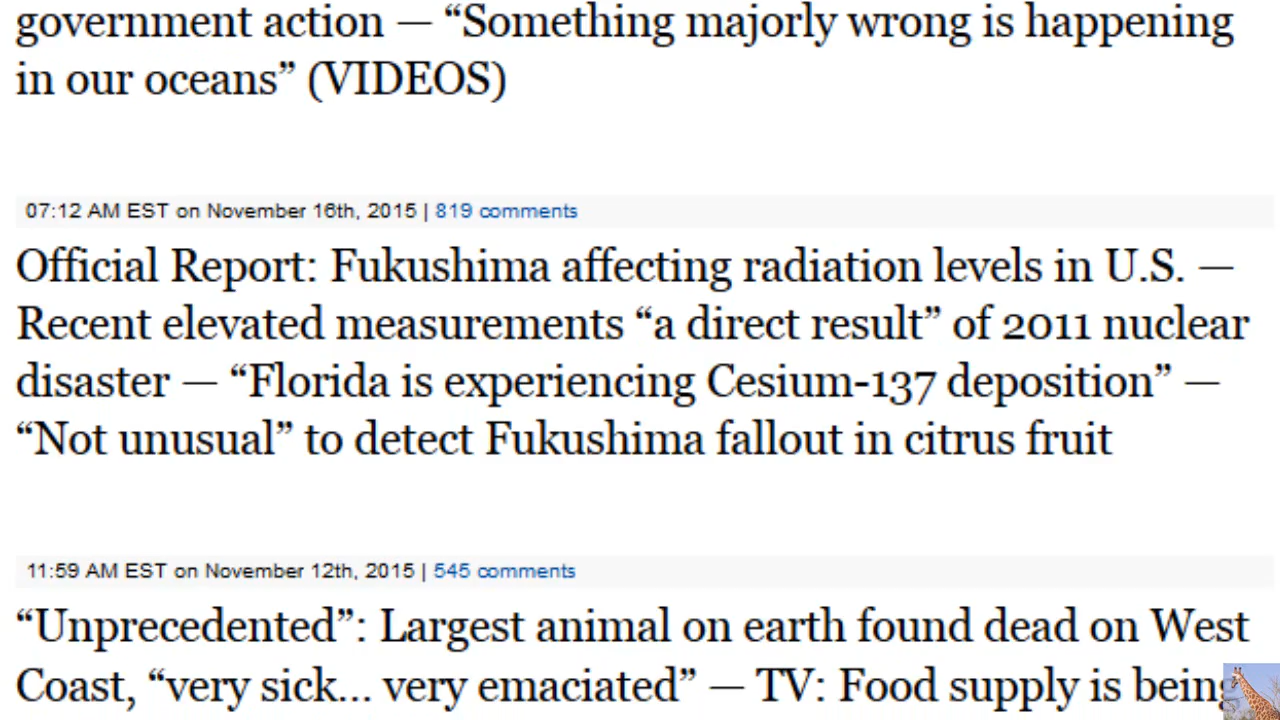 government action — “Something majorly wrong is happening
in our oceans” (VIDEOS)
07:12 AM EST on November 16th, 2015 | 819 comments
Official Report: Fukushima affecting radiation levels in U.S. —
Recent elevated measurements “a direct result” of 2011 nuclear
disaster — “Florida is experiencing Cesium-137 deposition” —
“Not unusual” to detect Fukushima fallout in citrus fruit
11:59 AM EST on November 12th, 2015 | 545 comments
“Unprecedented”: Largest animal on earth found dead on West
Coast, “very sick... very emaciated” — TV: Food supply is being